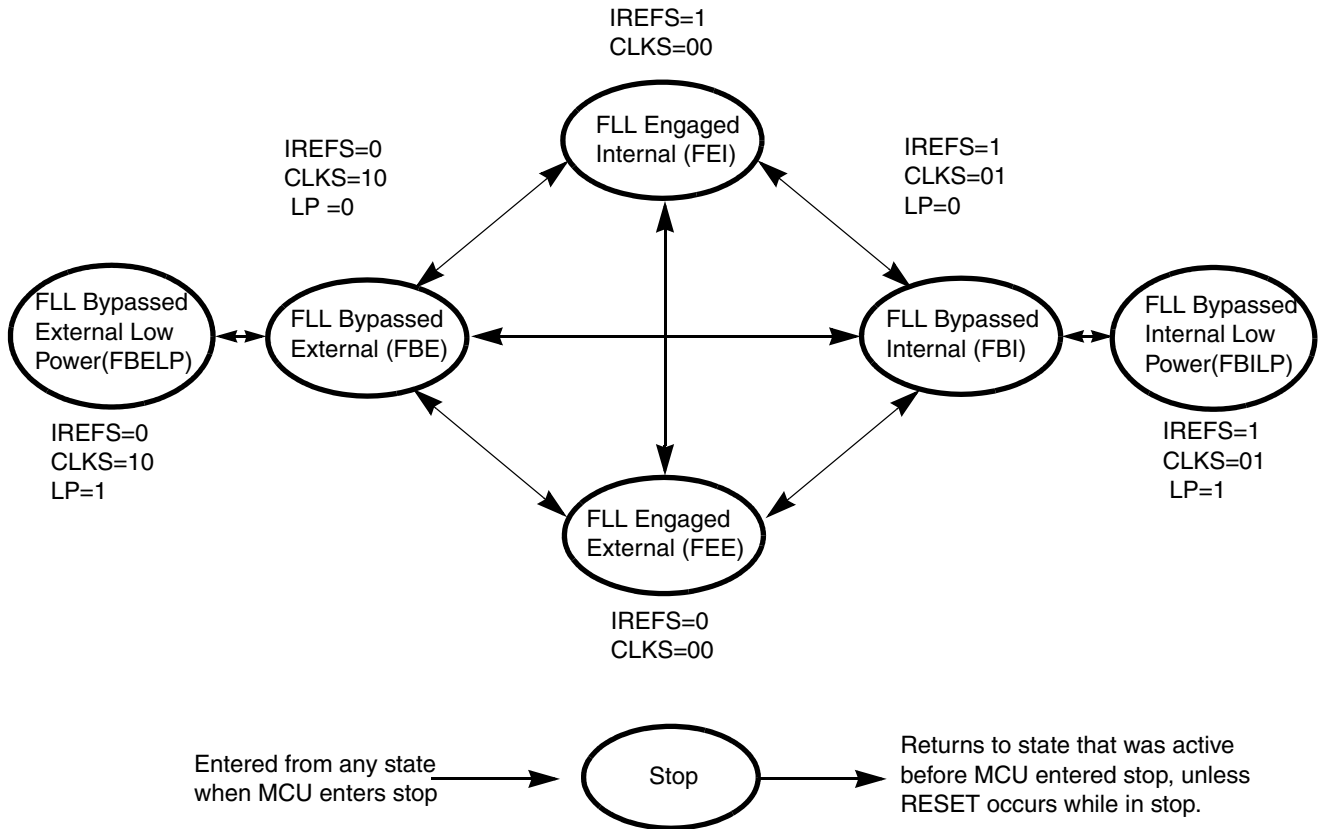 IREFS=1
CLKS=00
FLL Engaged
Internal (FEI)
IREFS=0
CLKS=10
LP =0
IREFS=1
CLKS=01
LP=0
FLL Bypassed
External Low
Power(FBELP)
FLL Bypassed
External (FBE)
FLL Bypassed
Internal (FBI)
FLL Bypassed
Internal Low
Power(FBILP)
IREFS=0
CLKS=10
LP=1
IREFS=1
CLKS=01
LP=1
FLL Engaged
External (FEE)
IREFS=0
CLKS=00
Entered from any state
when MCU enters stop
Stop
Returns to state that was active
before MCU entered stop, unless
RESET occurs while in stop.